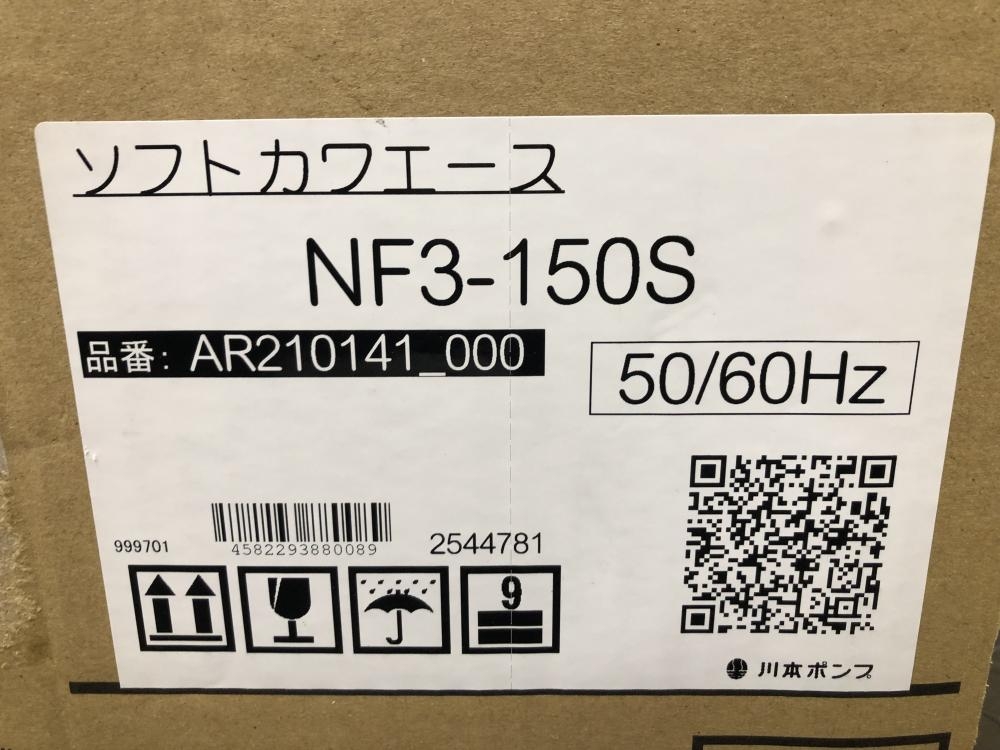 ソフトカワエース
NF3-150S
品番: AR210141_000
50/60Hz
4582293880089
999701
2544781
9
川本ポンプ